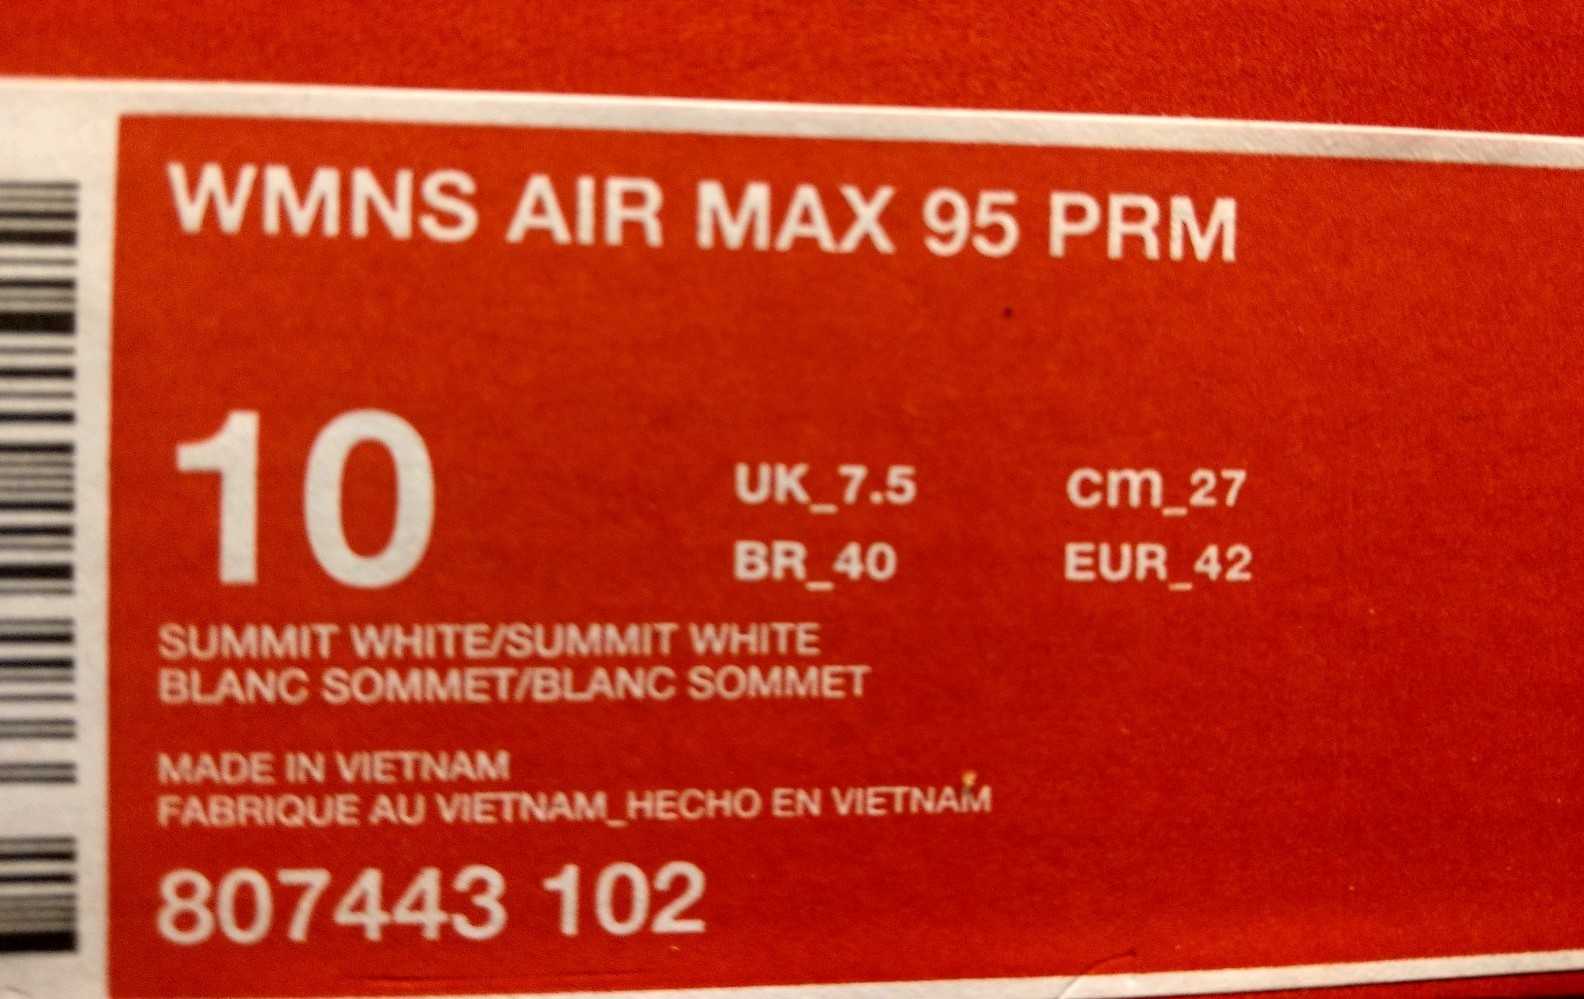 WMNS AIR MAX 95 PRM
10
UK_7.5 cm_27
BR_40 EUR_42
SUMMIT WHITE/SUMMIT WHITE
BLANC SOMMET/BLANC SOMMET
MADE IN VIETNAM
FABRIQUE AU VIETNAM_HECHO EN VIETNAM
807443 102